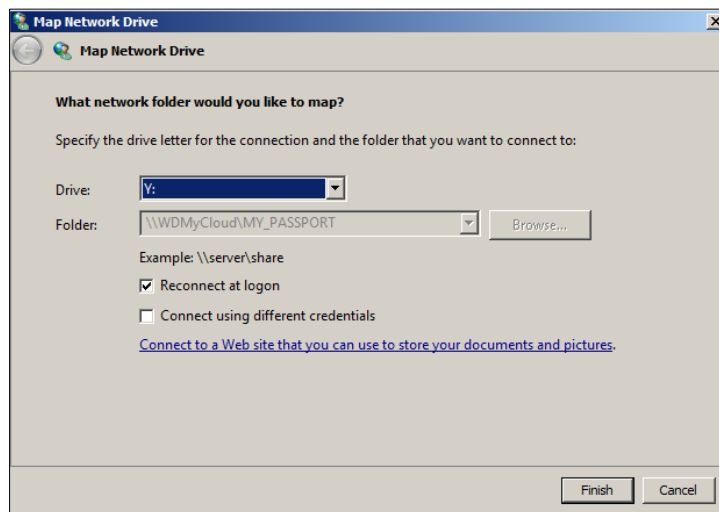 Map Network Drive
Map Network Drive
What network folder would you like to map?
Specify the drive letter for the connection and the folder that you want to connect to:
Drive: Y:
Folder: \\WDMyCloud\MY_PASSPORT Browse...
Example: \\server\share
Reconnect at logon
Connect using different credentials
Connect to a Web site that you can use to store your documents and pictures.
Finish Cancel